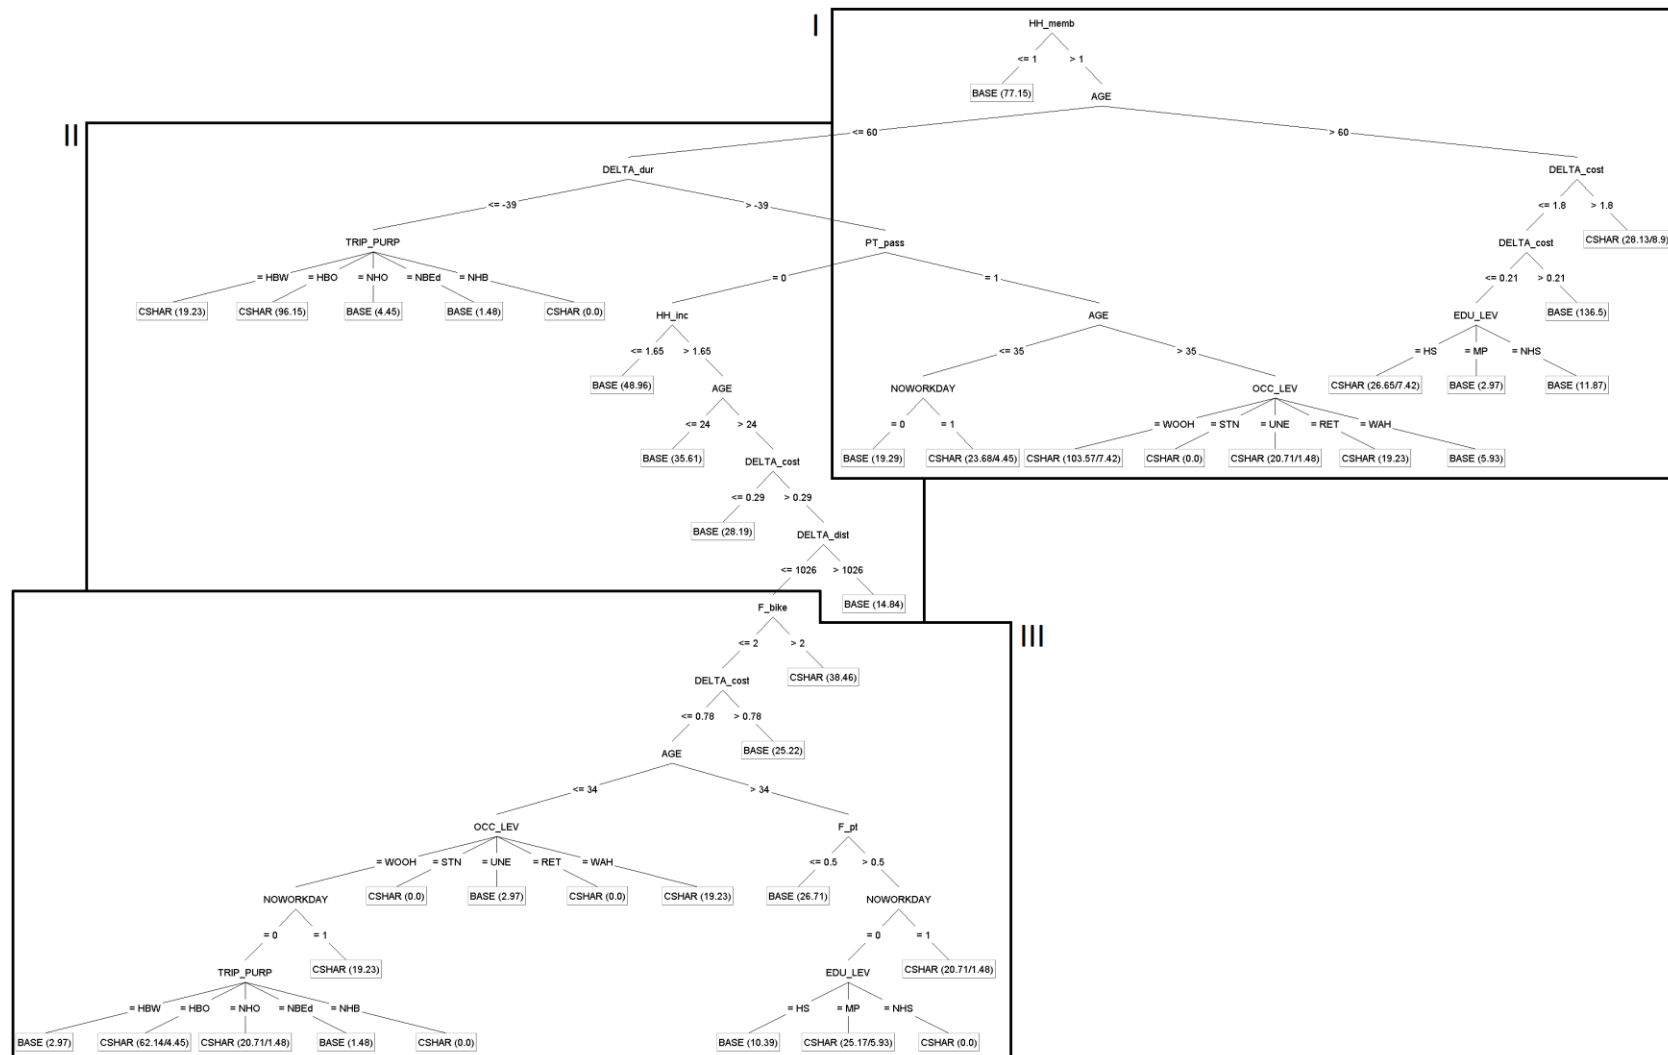 I
HH_memb
<= 1 > 1
BASE (77.15)
AGE
II
<= 60 > 60
DELTA_dur DELTA_cost
<= -39 > -39 <= 1.8 > 1.8
TRIP_PURP PT_pass DELTA_cost CSHAR (28.13/8.9)
= HBW = HBO = NHO = NBEd = NHB = 0 = 1 <= 0.21 > 0.21
CSHAR (19.23) CSHAR (96.15) BASE (4.45) BASE (1.48) CSHAR (0.0) HH_inc AGE EDU_LEV BASE (136.5)
<= 1.65 > 1.65 <= 35 > 35 = HS = MP = NHS
BASE (48.96) AGE NOWORKDAY OCC_LEV CSHAR (26.65/7.42) BASE (2.97) BASE (11.87)
<= 24 > 24 = 0 = 1 = WOOH = STN = UNE = RET = WAH
BASE (35.61) DELTA_cost BASE (19.29) CSHAR (23.68/4.45) CSHAR (103.57/7.42) CSHAR (0.0) CSHAR (20.71/1.48) CSHAR (19.23) BASE (5.93)
<= 0.29 > 0.29
BASE (28.19) DELTA_dist
<= 1026 > 1026
F_bike BASE (14.84)
III
<= 2 > 2
DELTA_cost CSHAR (38.46)
<= 0.78 > 0.78
AGE BASE (25.22)
<= 34 > 34
OCC_LEV F_pt
= WOOH = STN = UNE = RET = WAH <= 0.5 > 0.5
NOWORKDAY CSHAR (0.0) BASE (2.97) CSHAR (0.0) CSHAR (19.23) BASE (26.71) NOWORKDAY
= 0 = 1 = 0 = 1
TRIP_PURP CSHAR (19.23) EDU_LEV CSHAR (20.71/1.48)
= HBW = HBO = NHO = NBEd = NHB = HS = MP = NHS
BASE (2.97) CSHAR (62.14/4.45) CSHAR (20.71/1.48) BASE (1.48) CSHAR (0.0) BASE (10.39) CSHAR (25.17/5.93) CSHAR (0.0)